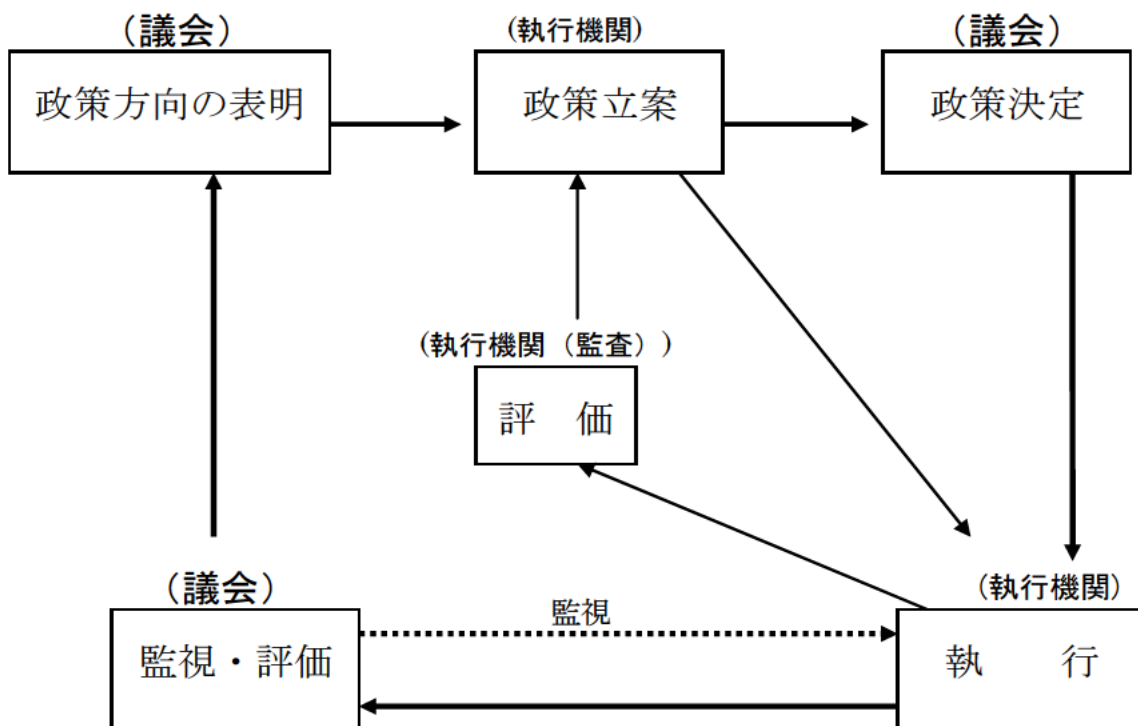 （議会）
政策方向の表明
(執行機関)
政策立案
（議会）
政策決定
(執行機関（監査）)
評　価
（議会）
監視・評価
監視
(執行機関)
執　　行